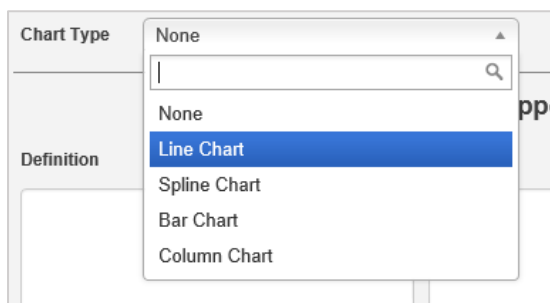 Chart Type None
None
Line Chart
Definition
Spline Chart
Bar Chart
Column Chart